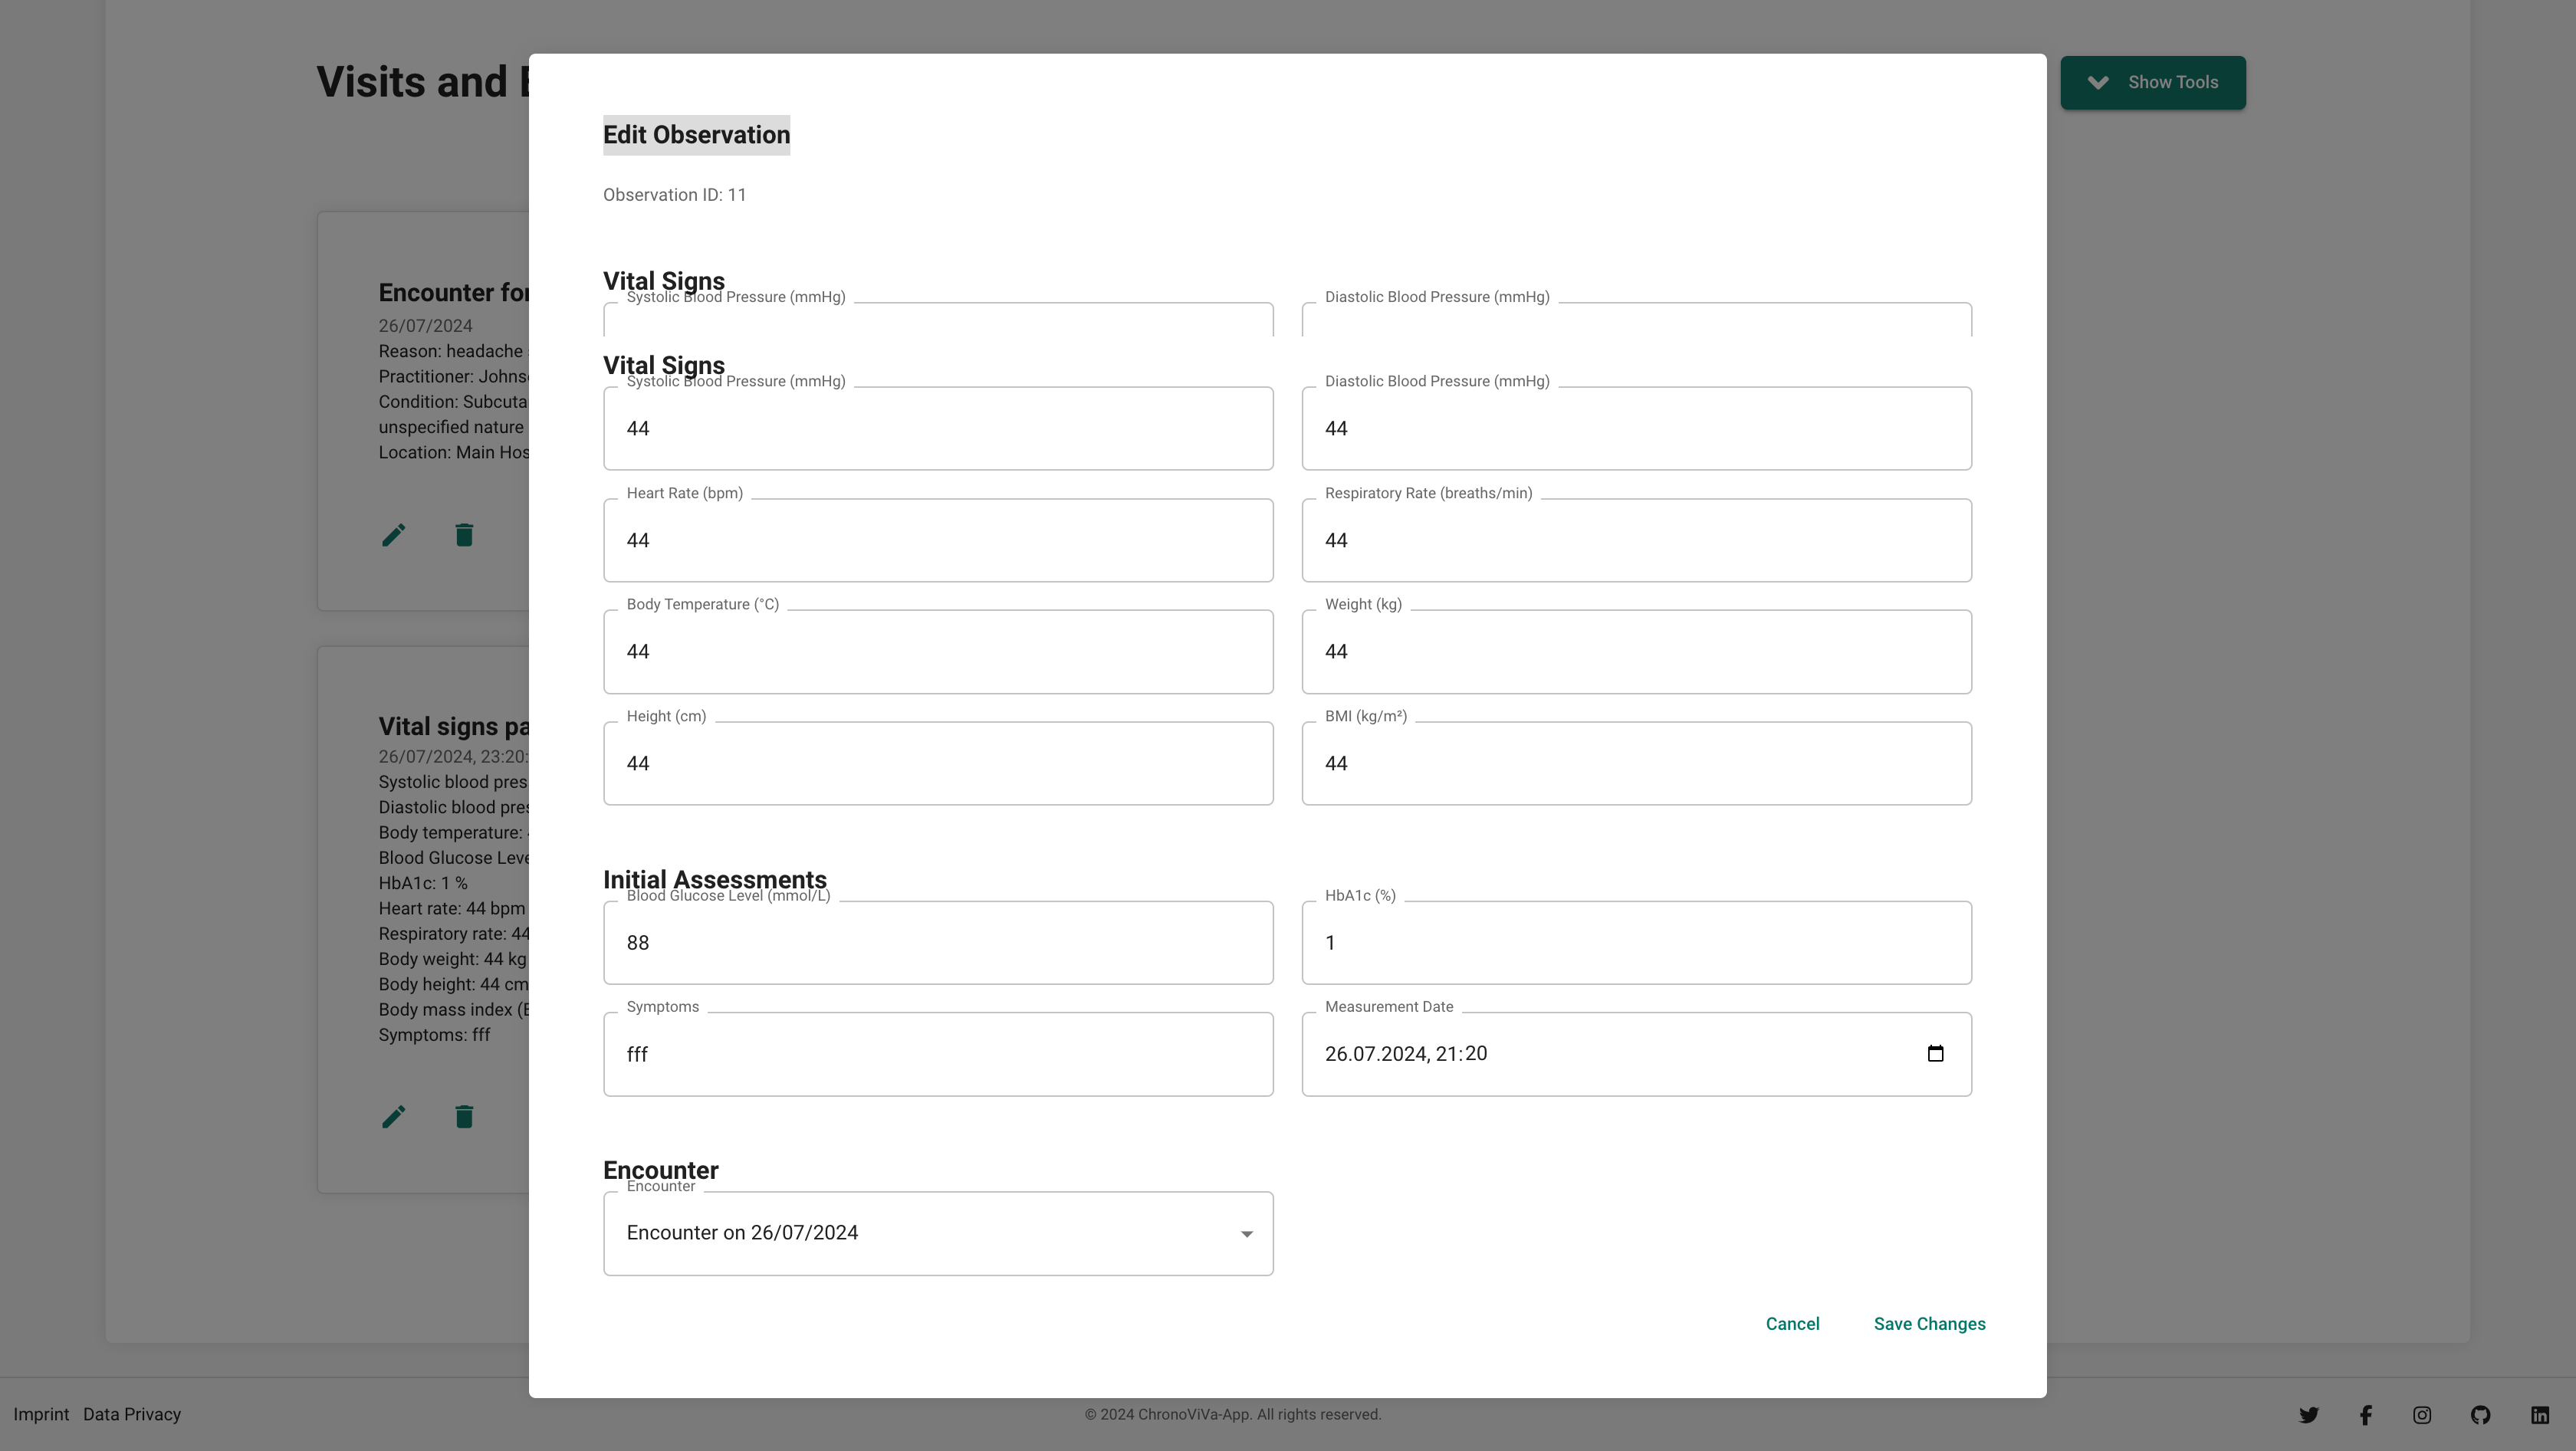 Visits and
Show Tools
Encounter for
26/07/2024
Reason: headache
Practitioner: Johns
Condition: Subcuta
unspecified nature
Location: Main Hos
Vital signs pa
26/07/2024, 23:20:
Systolic blood pres
Diastolic blood pres
Body temperature:
Blood Glucose Leve
HbA1c: 1 %
Heart rate: 44 bpm
Respiratory rate: 44
Body weight: 44 kg
Body height: 44 cm
Body mass index (
Symptoms: fff
Edit Observation
Observation ID: 11
Vital Signs
Systolic Blood Pressure (mmHg)
Diastolic Blood Pressure (mmHg)
Vital Signs
Systolic Blood Pressure (mmHg)
44
Diastolic Blood Pressure (mmHg)
44
Heart Rate (bpm)
44
Respiratory Rate (breaths/min)
44
Body Temperature (°C)
44
Weight (kg)
44
Height (cm)
44
BMI (kg/m²)
44
Initial Assessments
Blood Glucose Level (mmol/L)
88
HbA1c (%)
1
Symptoms
fff
Measurement Date
26.07.2024, 21:20
Encounter
Encounter
Encounter on 26/07/2024
Cancel
Save Changes
Imprint
Data Privacy
© 2024 ChronoViVa-App. All rights reserved.